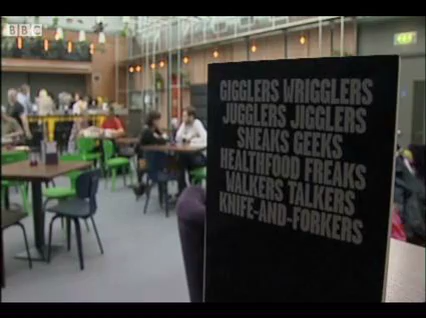 BBC
GIGGLERS WRIGGLERS
JUGGLERS JIGGLERS
SNEAKS GEEKS
HEALTHFOOD FREAKS
WALKERS TALKERS
KNIFE-AND-FORKERS